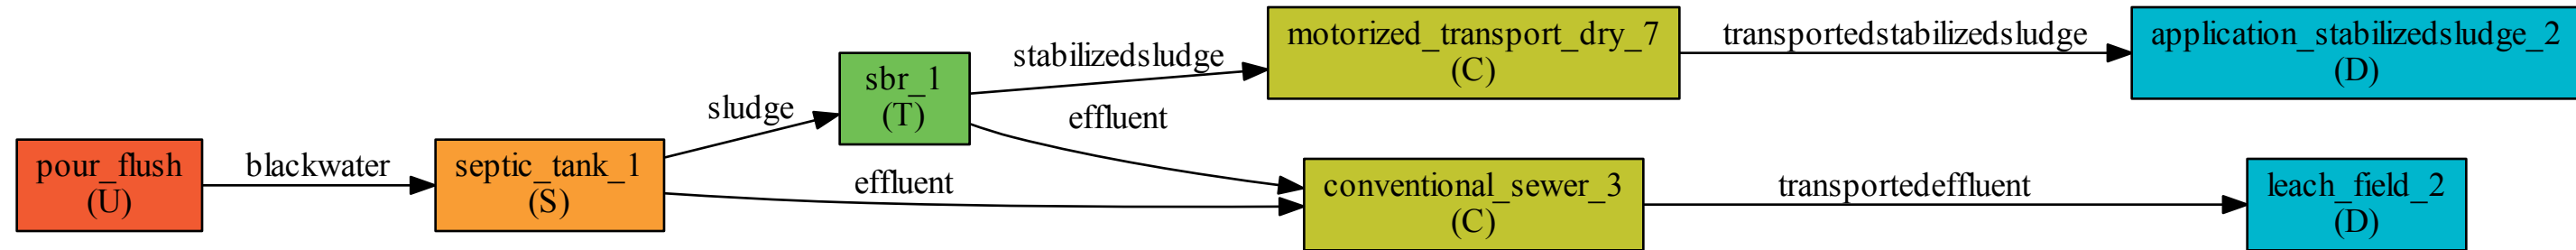 pour_flush
(U)
blackwater
septic_tank_1
(S)
sludge
effluent
sbr_1
(T)
stabilizedsludge
effluent
motorized_transport_dry_7
(C)
conventional_sewer_3
(C)
transportedstabilizedsludge
transportedeffluent
application_stabilizedsludge_2
(D)
leach_field_2
(D)